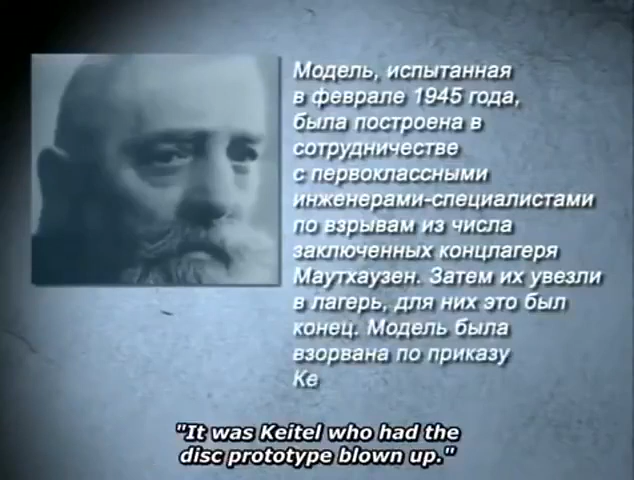 Модель, испытанная
в феврале 1945 года,
была построена в
сотрудничестве
с первоклассными
инженерами-специалистами
по взрывам из числа
заключенных концлагеря
Маутхаузен. Затем их увезли
в лагерь, для них это был
конец. Модель была
взорвана по приказу
Ке
"It was Keitel who had the
disc prototype blown up."